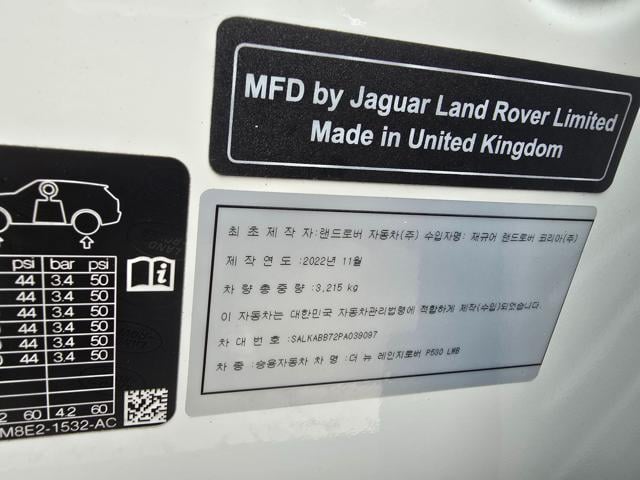 MFD by Jaguar Land Rover Limited
Made in United Kingdom
최초 제작자:랜드로버 자동차(주) 수입자명: 재규어 랜드로버 코리아(주)
제작연도 :2022년 11월
차량총중량 :3,215 kg
이 자동차는 대한민국 자동차관리법령에 적합하게 제작(수입)되었습니다.
차대번호 :SALKABB72PA039097
차종 :승용자동차 차명 :더 뉴 레인지로버 P530 LWB
psi bar psi
44 3.4 50
44 3.4 50
44 3.4 50
44 3.4 50
44 3.4 50
44 3.4 50
60 4.2 60
M8E2-1532-AC